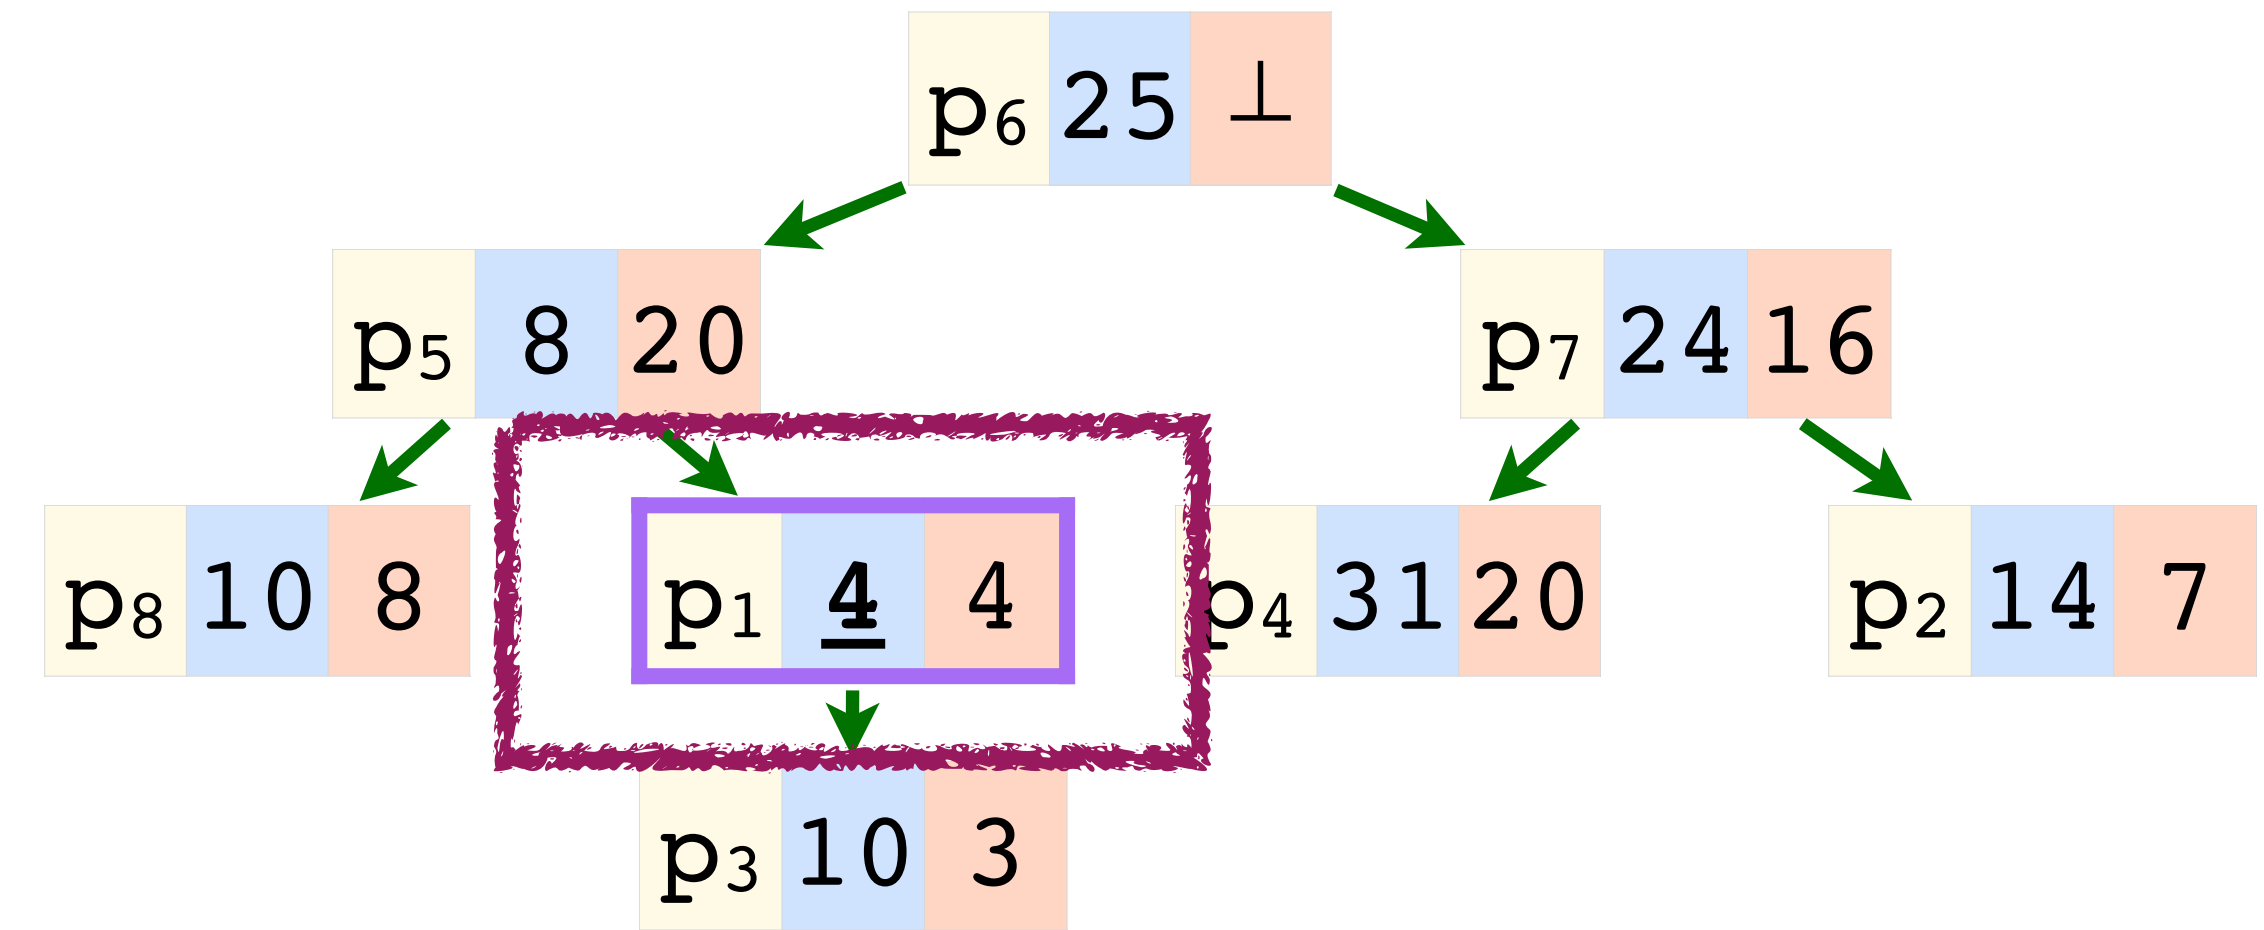 p₆ 25 ⊥
p₅ 8 20 p₇ 24 16
p₈ 10 8 p₁ 4 4 p₄ 31 20 p₂ 14 7
p₃ 10 3